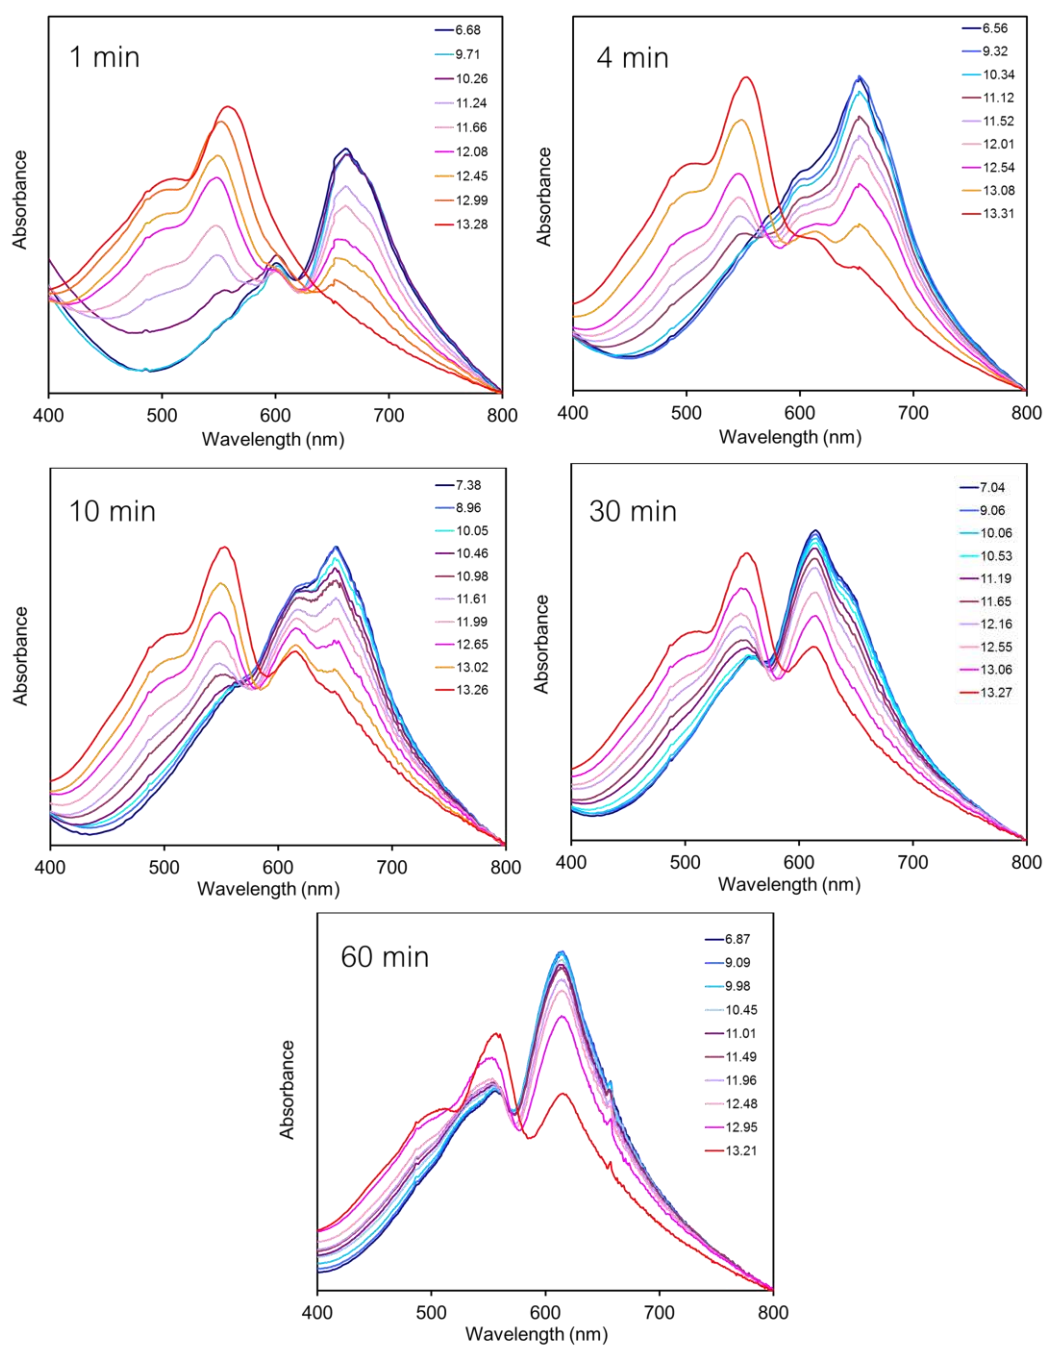 1 min
6.68
9.71
10.26
11.24
11.66
12.08
12.45
12.99
13.28
Absorbance
400 500 600 700 800
Wavelength (nm)
4 min
6.56
9.32
10.34
11.12
11.52
12.01
12.54
13.08
13.31
Absorbance
400 500 600 700 800
Wavelength (nm)
10 min
7.38
8.96
10.05
10.46
10.98
11.61
11.99
12.65
13.02
13.26
Absorbance
400 500 600 700 800
Wavelength (nm)
30 min
7.04
9.06
10.06
10.53
11.19
11.65
12.16
12.55
13.06
13.27
Absorbance
400 500 600 700 800
Wavelength (nm)
60 min
6.87
9.09
9.98
10.45
11.01
11.49
11.96
12.48
12.95
13.21
Absorbance
400 500 600 700 800
Wavelength (nm)